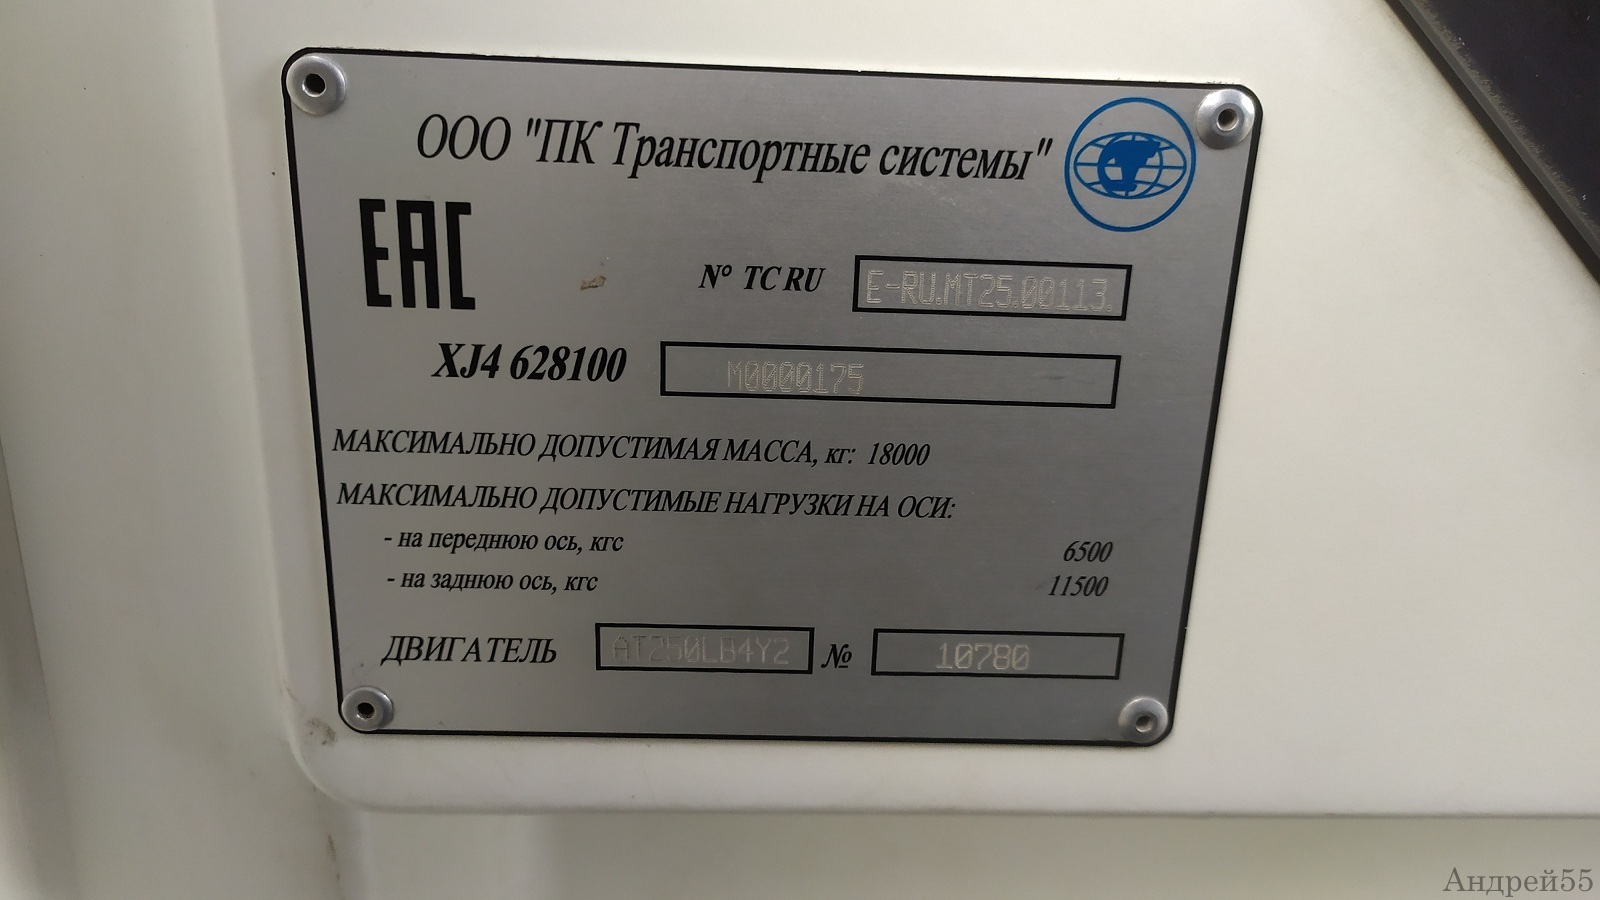 ООО "ПК Транспортные системы"
ЕАС
№ ТС RU E-RU.MT25.00113.
XJ4 628100 M0000175
МАКСИМАЛЬНО ДОПУСТИМАЯ МАССА, кг: 18000
МАКСИМАЛЬНО ДОПУСТИМЫЕ НАГРУЗКИ НА ОСИ:
- на переднюю ось, кгс 6500
- на заднюю ось, кгс 11500
ДВИГАТЕЛЬ AT250LB4Y2 № 10780
Андрей55